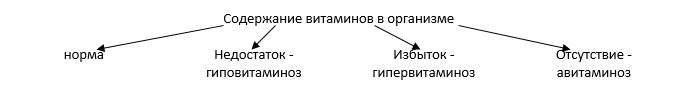 Содержание витаминов в организме
норма
Недостаток -
гиповитаминоз
Избыток -
гипервитаминоз
Отсутствие -
авитаминоз